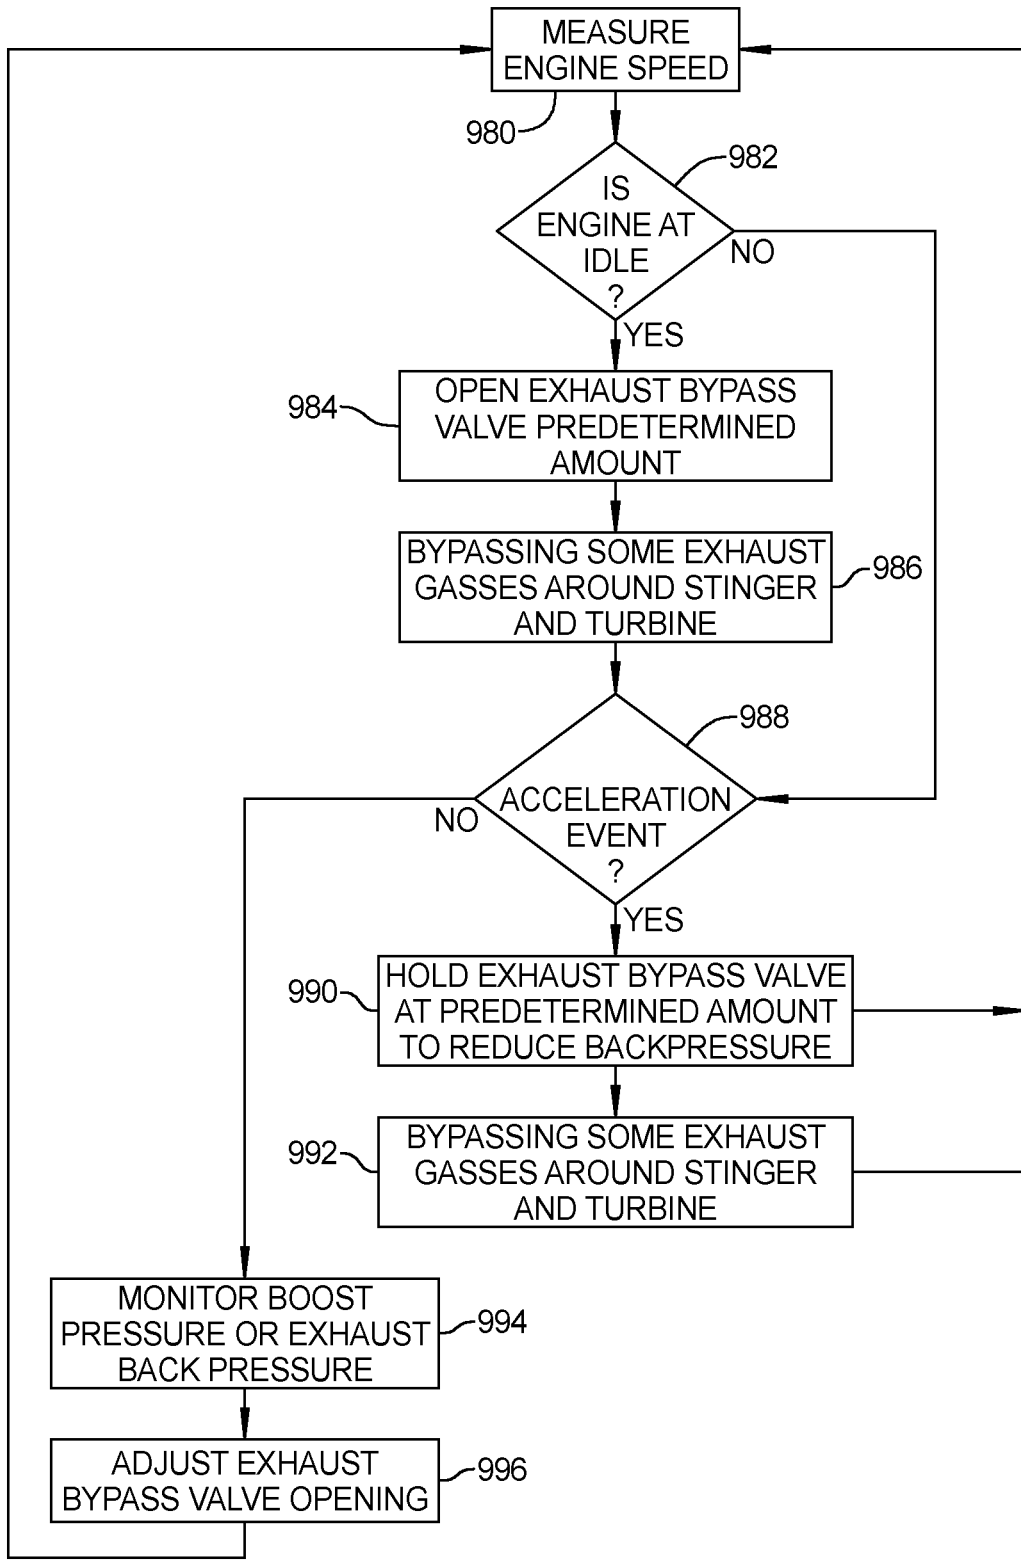 MEASURE
ENGINE SPEED
980
982
IS
ENGINE AT
IDLE
?
NO
YES
984
OPEN EXHAUST BYPASS
VALVE PREDETERMINED
AMOUNT
BYPASSING SOME EXHAUST
GASSES AROUND STINGER
AND TURBINE
986
988
ACCELERATION
EVENT
?
NO
YES
990
HOLD EXHAUST BYPASS VALVE
AT PREDETERMINED AMOUNT
TO REDUCE BACKPRESSURE
992
BYPASSING SOME EXHAUST
GASSES AROUND STINGER
AND TURBINE
MONITOR BOOST
PRESSURE OR EXHAUST
BACK PRESSURE
994
ADJUST EXHAUST
BYPASS VALVE OPENING
996